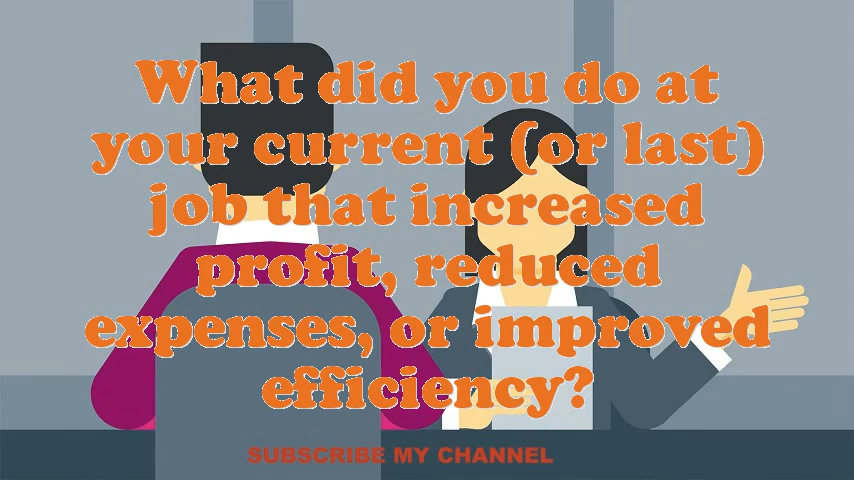 What did you do at
your current (or last)
job that increased
profit, reduced
expenses, or improved
efficiency?
SUBSCRIBE MY CHANNEL